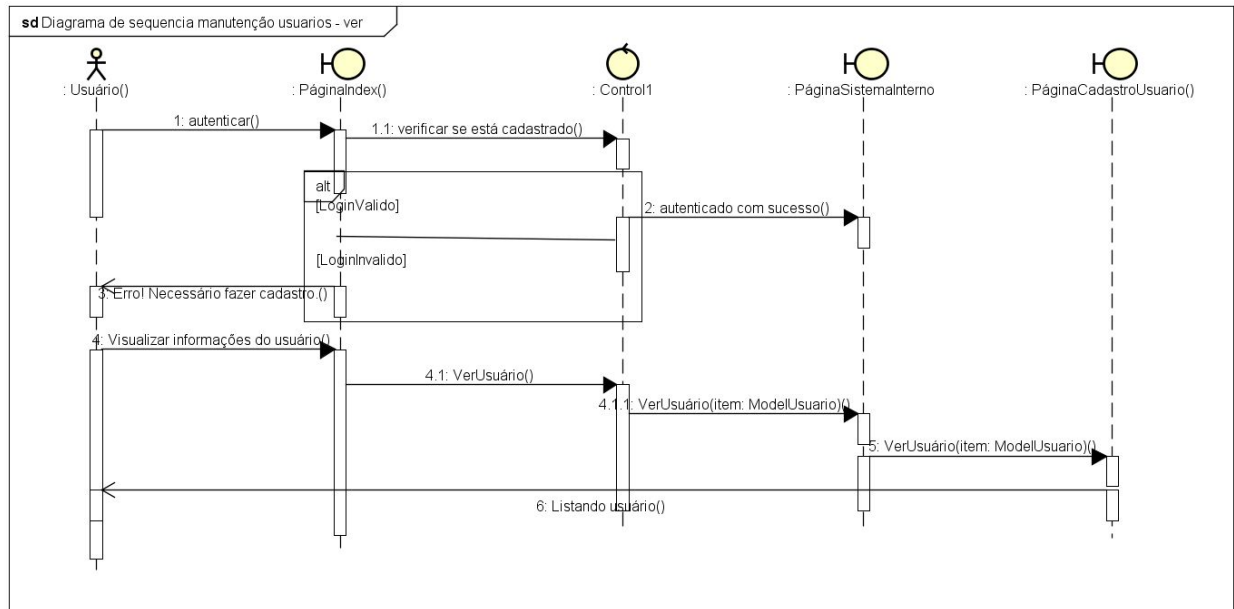 sd Diagrama de sequencia manutenção usuarios - ver
: Usuário()
: PáginaIndex()
: Control1
: PáginaSistemaInterno
: PáginaCadastroUsuario()
1: autenticar()
1.1: verificar se está cadastrado()
alt
[LoginValido]
2: autenticado com sucesso()
[LoginInvalido]
3: Erro! Necessário fazer cadastro.()
4: Visualizar informações do usuário()
4.1: VerUsuário()
4.1.1: VerUsuário(item: ModelUsuario)()
5: VerUsuário(item: ModelUsuario)()
6: Listando usuário()